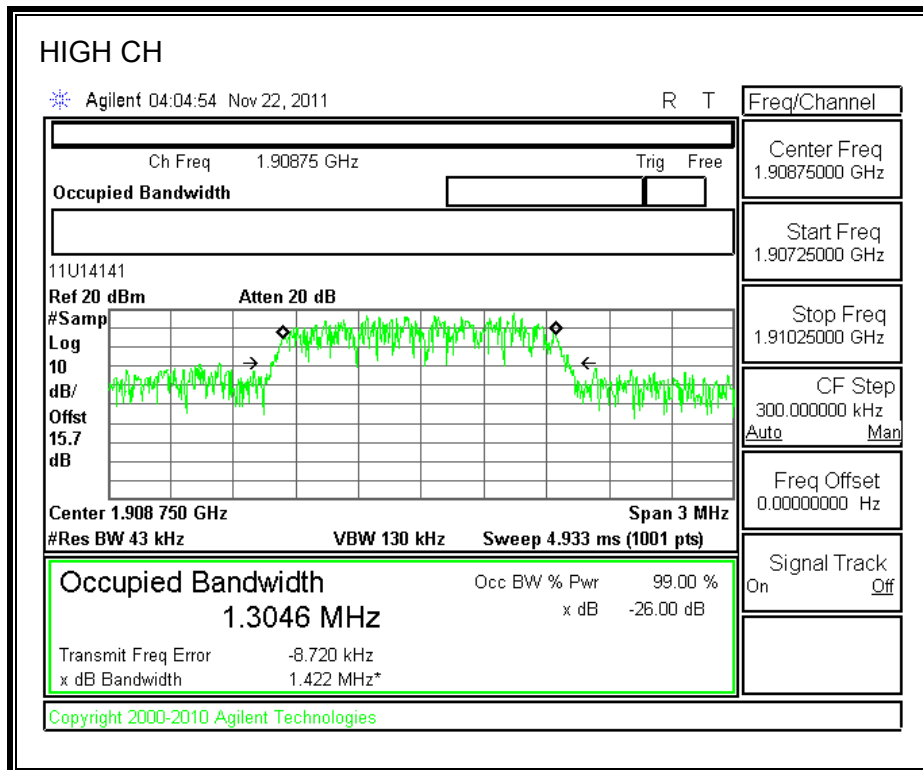 HIGH CH
Agilent 04:04:54 Nov 22, 2011 R T
Freq/Channel
Ch Freq 1.90875 GHz Trig Free
Occupied Bandwidth
Center Freq
1.90875000 GHz
Start Freq
1.90725000 GHz
Stop Freq
1.91025000 GHz
CF Step
300.000000 kHz
Auto Man
Freq Offset
0.00000000 Hz
Signal Track
On Off
11U14141
Ref 20 dBm Atten 20 dB
#Samp
Log
10
dB/
Offst
15.7
dB
Center 1.908 750 GHz Span 3 MHz
#Res BW 43 kHz VBW 130 kHz Sweep 4.933 ms (1001 pts)
Occupied Bandwidth Occ BW % Pwr 99.00 %
1.3046 MHz x dB -26.00 dB
Transmit Freq Error -8.720 kHz
x dB Bandwidth 1.422 MHz*
Copyright 2000-2010 Agilent Technologies